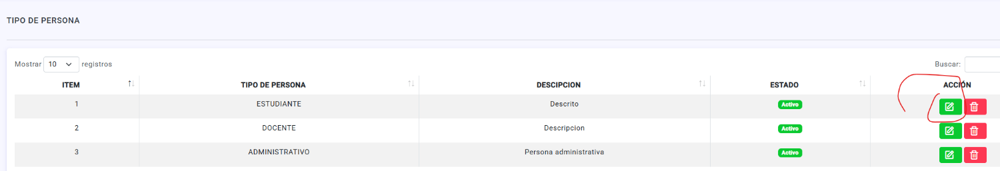 TIPO DE PERSONA
Mostrar 10 registros Buscar:
ITEM TIPO DE PERSONA DESCIPCION ESTADO ACCIÓN
1 ESTUDIANTE Descrito Activo
2 DOCENTE Descripcion Activo
3 ADMINISTRATIVO Persona administrativa Activo